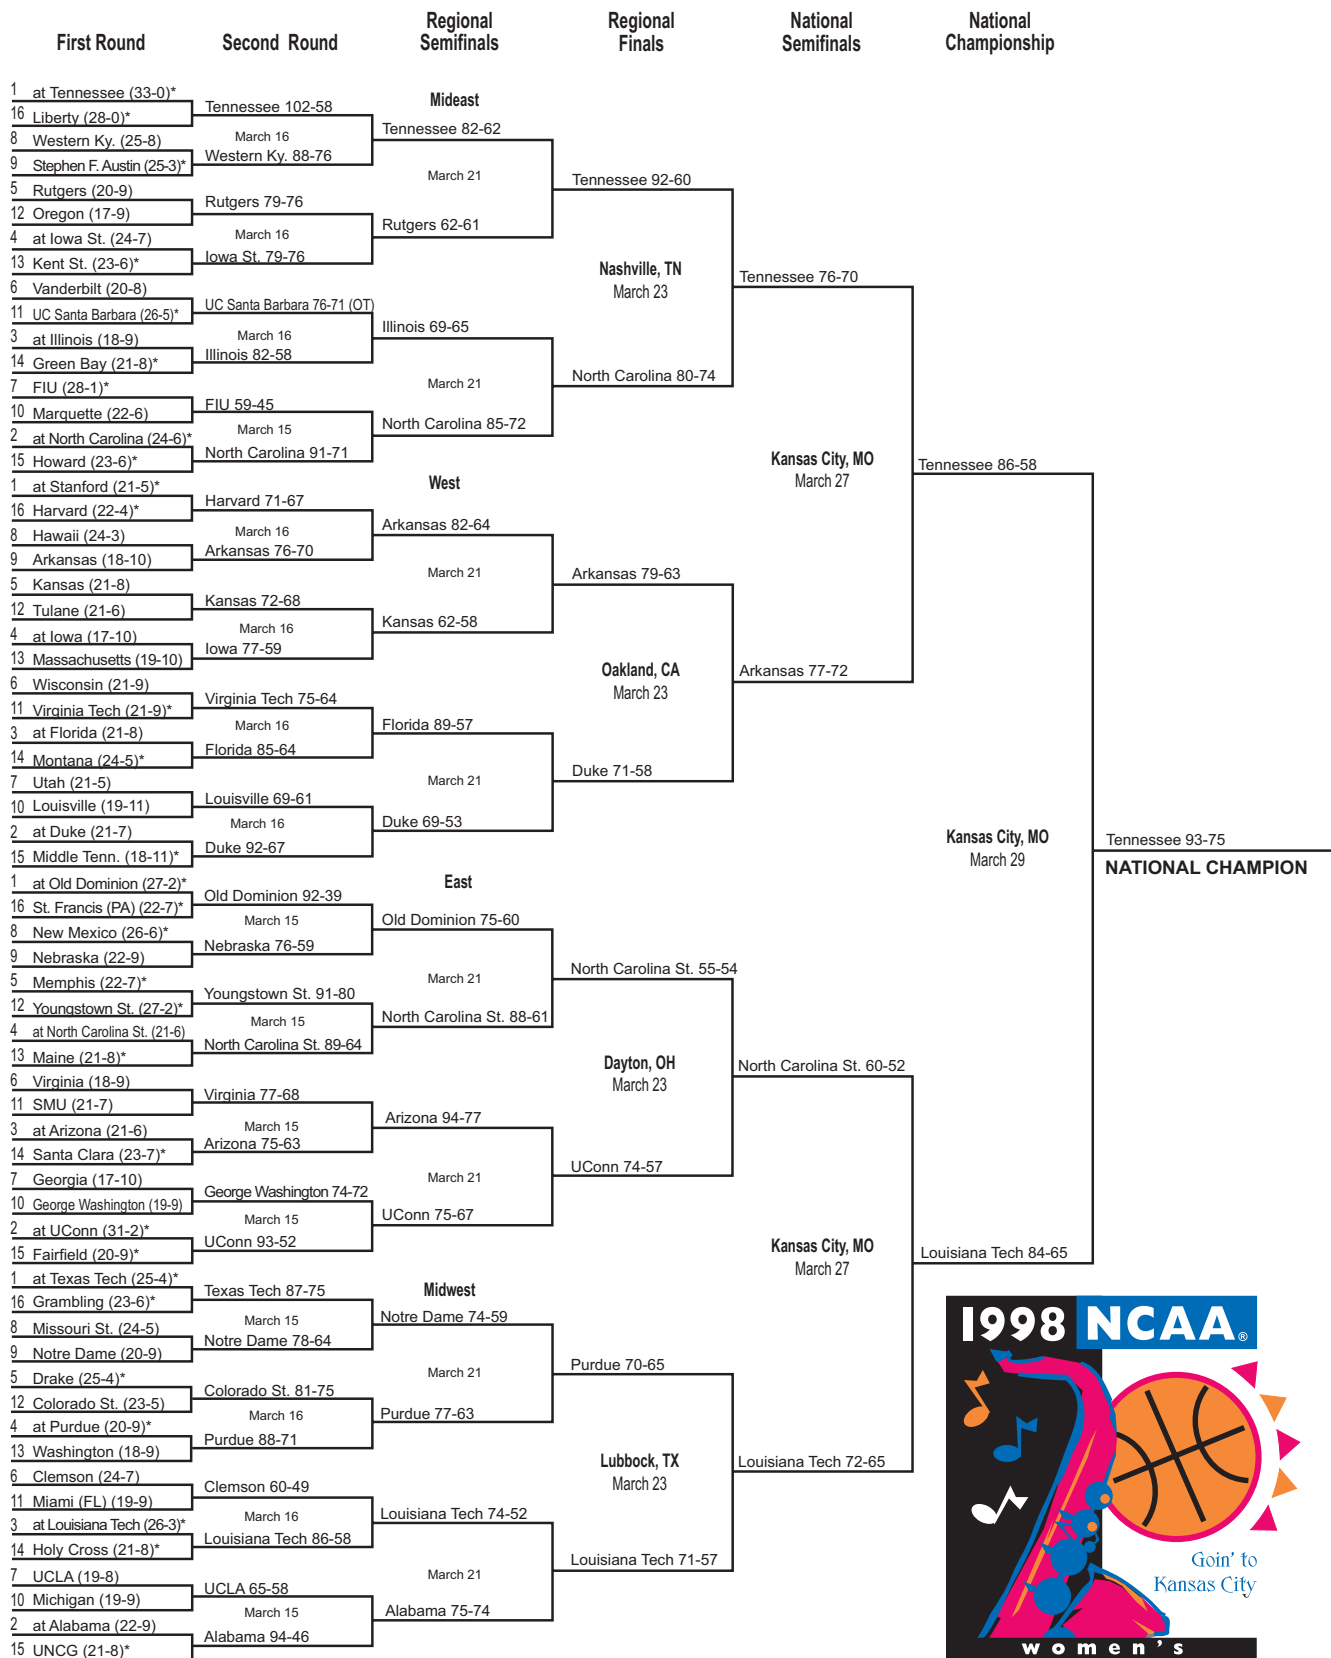 First Round
Second Round
Regional Semifinals
Regional Finals
National Semifinals
National Championship
1 at Tennessee (33-0)*
16 Liberty (28-0)*
8 Western Ky. (25-8)
9 Stephen F. Austin (25-3)*
5 Rutgers (20-9)
12 Oregon (17-9)
4 at Iowa St. (24-7)
13 Kent St. (23-6)*
6 Vanderbilt (20-8)
11 UC Santa Barbara (26-5)*
3 at Illinois (18-9)
14 Green Bay (21-8)*
7 FIU (28-1)*
10 Marquette (22-6)
2 at North Carolina (24-6)*
15 Howard (23-6)*
1 at Stanford (21-5)*
16 Harvard (22-4)*
8 Hawaii (24-3)
9 Arkansas (18-10)
5 Kansas (21-8)
12 Tulane (21-6)
4 at Iowa (17-10)
13 Massachusetts (19-10)
6 Wisconsin (21-9)
11 Virginia Tech (21-9)*
3 at Florida (21-8)
14 Montana (24-5)*
7 Utah (21-5)
10 Louisville (19-11)
2 at Duke (21-7)
15 Middle Tenn. (18-11)*
1 at Old Dominion (27-2)*
16 St. Francis (PA) (22-7)*
8 New Mexico (26-6)*
9 Nebraska (22-9)
5 Memphis (22-7)*
12 Youngstown St. (27-2)*
4 at North Carolina St. (21-6)
13 Maine (21-8)*
6 Virginia (18-9)
11 SMU (21-7)
3 at Arizona (21-6)
14 Santa Clara (23-7)*
7 Georgia (17-10)
10 George Washington (19-9)
2 at UConn (31-2)*
15 Fairfield (20-9)*
1 at Texas Tech (25-4)*
16 Grambling (23-6)*
8 Missouri St. (24-5)
9 Notre Dame (20-9)
5 Drake (25-4)*
12 Colorado St. (23-5)
4 at Purdue (20-9)*
13 Washington (18-9)
6 Clemson (24-7)
11 Miami (FL) (19-9)
3 at Louisiana Tech (26-3)*
14 Holy Cross (21-8)*
7 UCLA (19-8)
10 Michigan (19-9)
2 at Alabama (22-9)
15 UNCG (21-8)*
Tennessee 102-58
March 16
Western Ky. 88-76
Rutgers 79-76
March 16
Iowa St. 79-76
UC Santa Barbara 76-71 (OT)
March 16
Illinois 82-58
FIU 59-45
March 15
North Carolina 91-71
Harvard 71-67
March 16
Arkansas 76-70
Kansas 72-68
March 16
Iowa 77-59
Virginia Tech 75-64
March 16
Florida 85-64
Louisville 69-61
March 16
Duke 92-67
Old Dominion 92-39
March 15
Nebraska 76-59
Youngstown St. 91-80
March 15
North Carolina St. 89-64
Virginia 77-68
March 15
Arizona 75-63
George Washington 74-72
March 15
UConn 93-52
Texas Tech 87-75
March 15
Notre Dame 78-64
Colorado St. 81-75
March 16
Purdue 88-71
Clemson 60-49
March 16
Louisiana Tech 86-58
UCLA 65-58
March 15
Alabama 94-46
Mideast
Tennessee 82-62
March 21
Rutgers 62-61
Illinois 69-65
March 21
North Carolina 85-72
West
Arkansas 82-64
March 21
Kansas 62-58
Florida 89-57
March 21
Duke 69-53
East
Old Dominion 75-60
March 21
North Carolina St. 88-61
Arizona 94-77
March 21
UConn 75-67
Midwest
Notre Dame 74-59
March 21
Purdue 77-63
Louisiana Tech 74-52
March 21
Alabama 75-74
Tennessee 92-60
Nashville, TN
March 23
North Carolina 80-74
Arkansas 79-63
Oakland, CA
March 23
Duke 71-58
North Carolina St. 55-54
Dayton, OH
March 23
UConn 74-57
Purdue 70-65
Lubbock, TX
March 23
Louisiana Tech 71-57
Tennessee 76-70
Kansas City, MO
March 27
Arkansas 77-72
North Carolina St. 60-52
Kansas City, MO
March 27
Louisiana Tech 72-65
Tennessee 86-58
Kansas City, MO
March 29
Louisiana Tech 84-65
Tennessee 93-75
NATIONAL CHAMPION
1998 NCAA®
Goin' to
Kansas City
women's